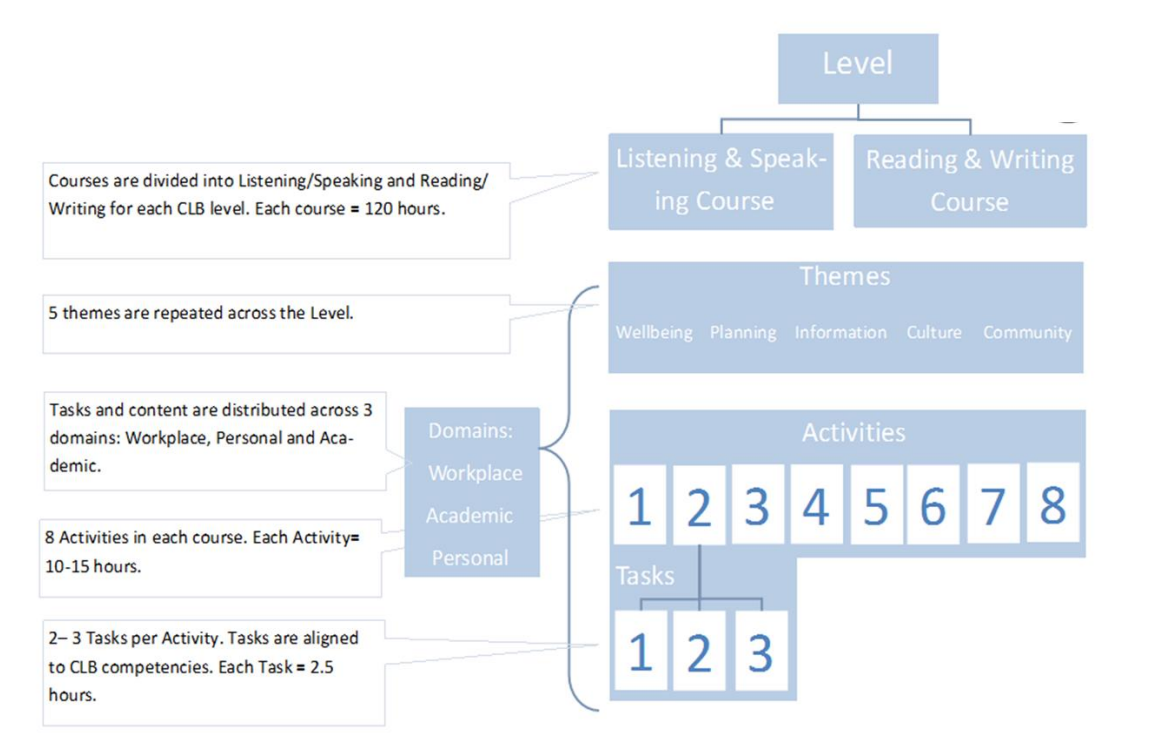 Level
Listening & Speak-
ing Course
Reading & Writing
Course
Courses are divided into Listening/Speaking and Reading/
Writing for each CLB level. Each course = 120 hours.
Themes
Wellbeing Planning Information Culture Community
5 themes are repeated across the Level.
Tasks and content are distributed across 3
domains: Workplace, Personal and Aca-
demic.
Domains:
Workplace
Academic
Personal
Activities
1 2 3 4 5 6 7 8
8 Activities in each course. Each Activity=
10-15 hours.
Tasks
1 2 3
2– 3 Tasks per Activity. Tasks are aligned
to CLB competencies. Each Task = 2.5
hours.